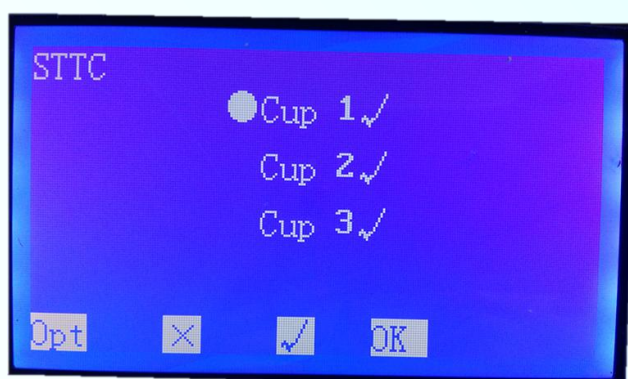 STTC
Cup 1✓
Cup 2✓
Cup 3✓
Opt × ✓ OK